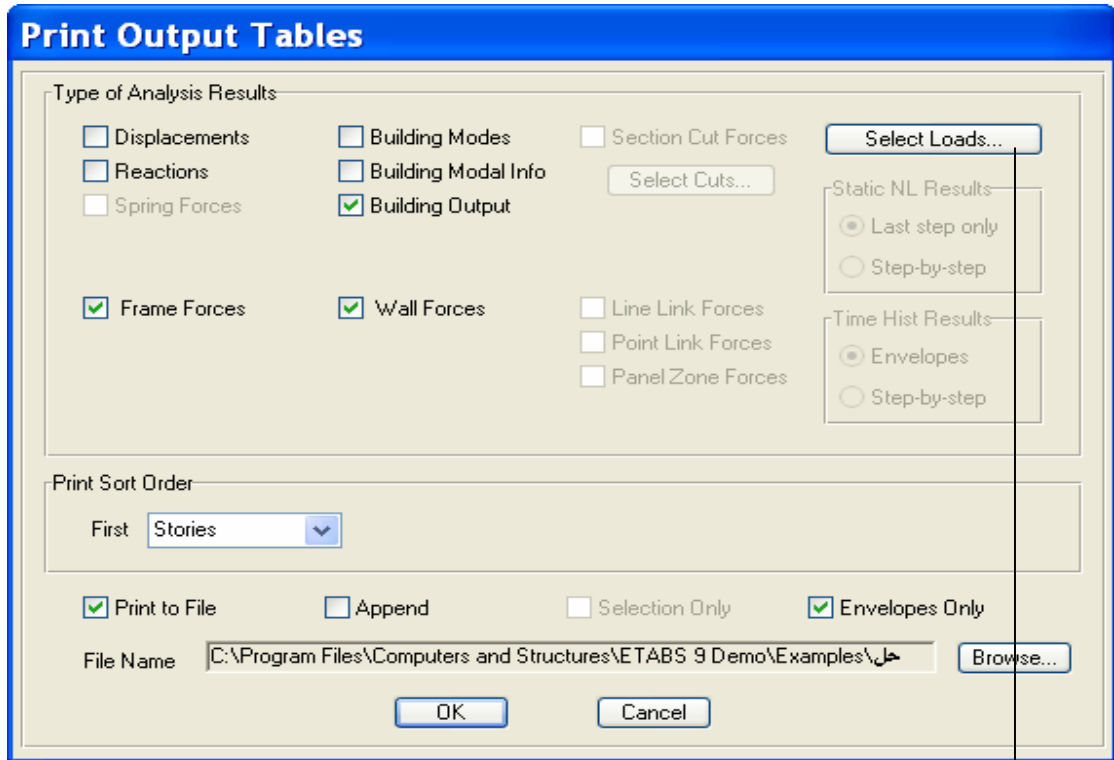 Print Output Tables
Type of Analysis Results
Displacements
Building Modes
Section Cut Forces
Select Loads...
Reactions
Building Modal Info
Select Cuts...
Spring Forces
Building Output
Static NL Results
Last step only
Step-by-step
Frame Forces
Wall Forces
Line Link Forces
Point Link Forces
Panel Zone Forces
Time Hist Results
Envelopes
Step-by-step
Print Sort Order
First Stories
Print to File
Append
Selection Only
Envelopes Only
File Name C:\Program Files\Computers and Structures\ETABS 9 Demo\Examples\حل Browse...
OK
Cancel